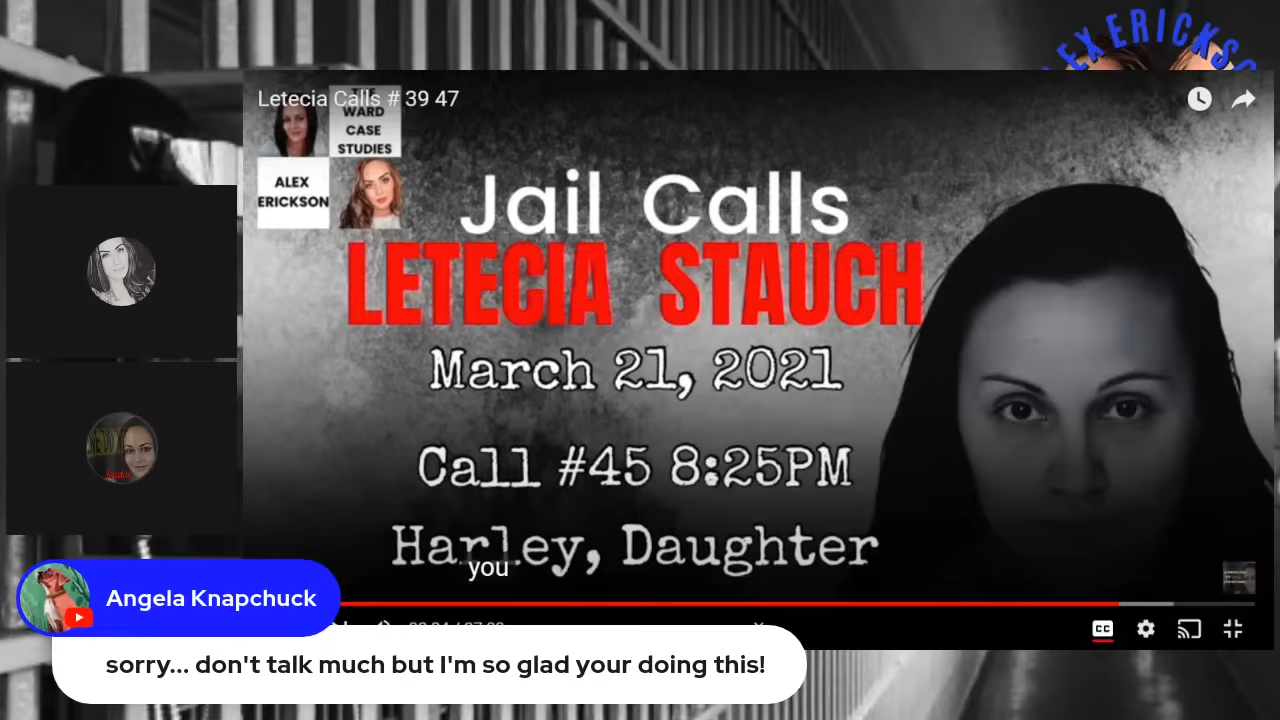 Letecia Calls # 39 47
WARD
CASE
STUDIES
ALEX
ERICKSON
Jail Calls
LETECIA STAUCH
March 21, 2021
Call #45 8:25PM
Harley, Daughter
you
CC
Angela Knapchuck
sorry... don't talk much but I'm so glad your doing this!